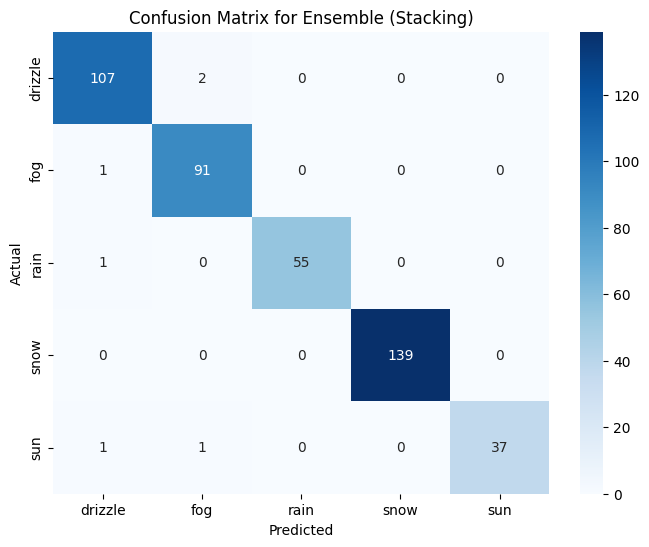 Confusion Matrix for Ensemble (Stacking)
drizzle 107 2 0 0 0
fog 1 91 0 0 0
rain 1 0 55 0 0
snow 0 0 0 139 0
sun 1 1 0 0 37
drizzle fog rain snow sun
Predicted
Actual
120
100
80
60
40
20
0